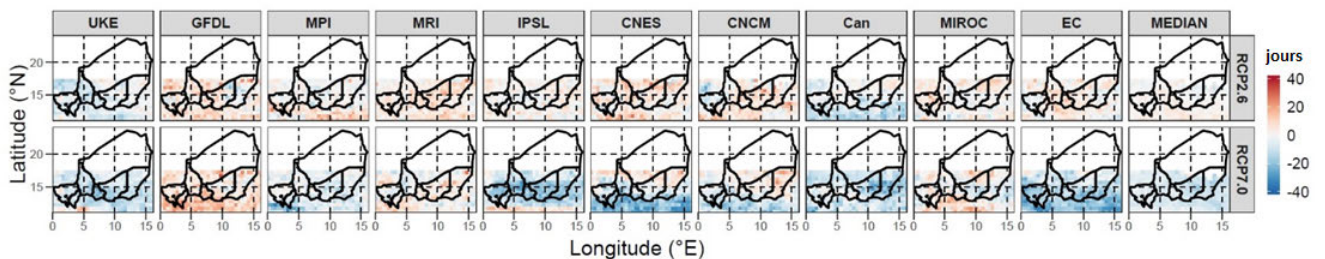 UKE GFDL MPI MRI IPSL CNES CNCM Can MIROC EC MEDIAN
jours
20
15
RCP2.6
40
20
0
-20
-40
Latitude (°N)
20
15
RCP7.0
0 5 10 15 0 5 10 15 0 5 10 15 0 5 10 15 0 5 10 15 0 5 10 15 0 5 10 15 0 5 10 15 0 5 10 15 0 5 10 15 0 5 10 15
Longitude (°E)